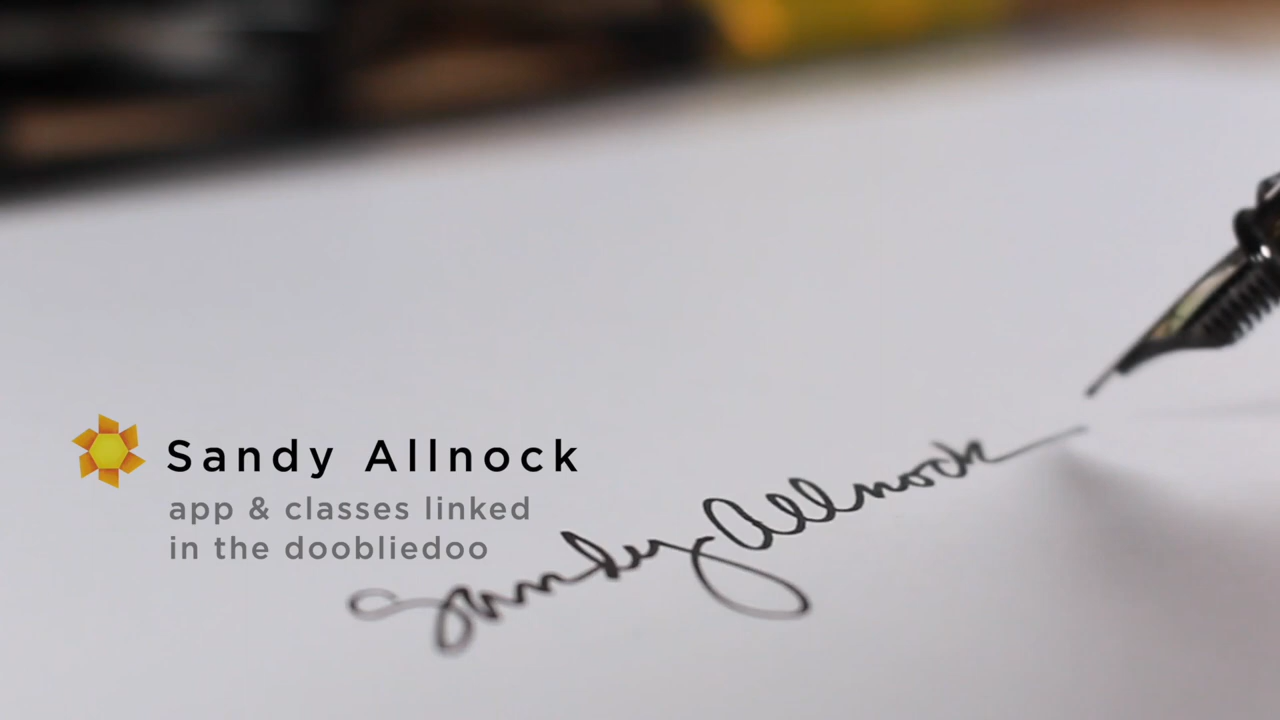 Sandy Allnock
app & classes linked
in the doobliedoo
Sandy Allnock